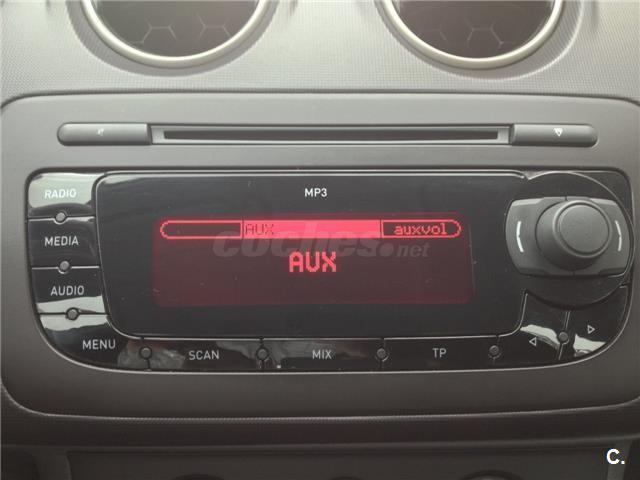 RADIO
MP3
AUX auxvol
MEDIA
coches.net
AUX
AUDIO
MENU SCAN MIX TP
C.